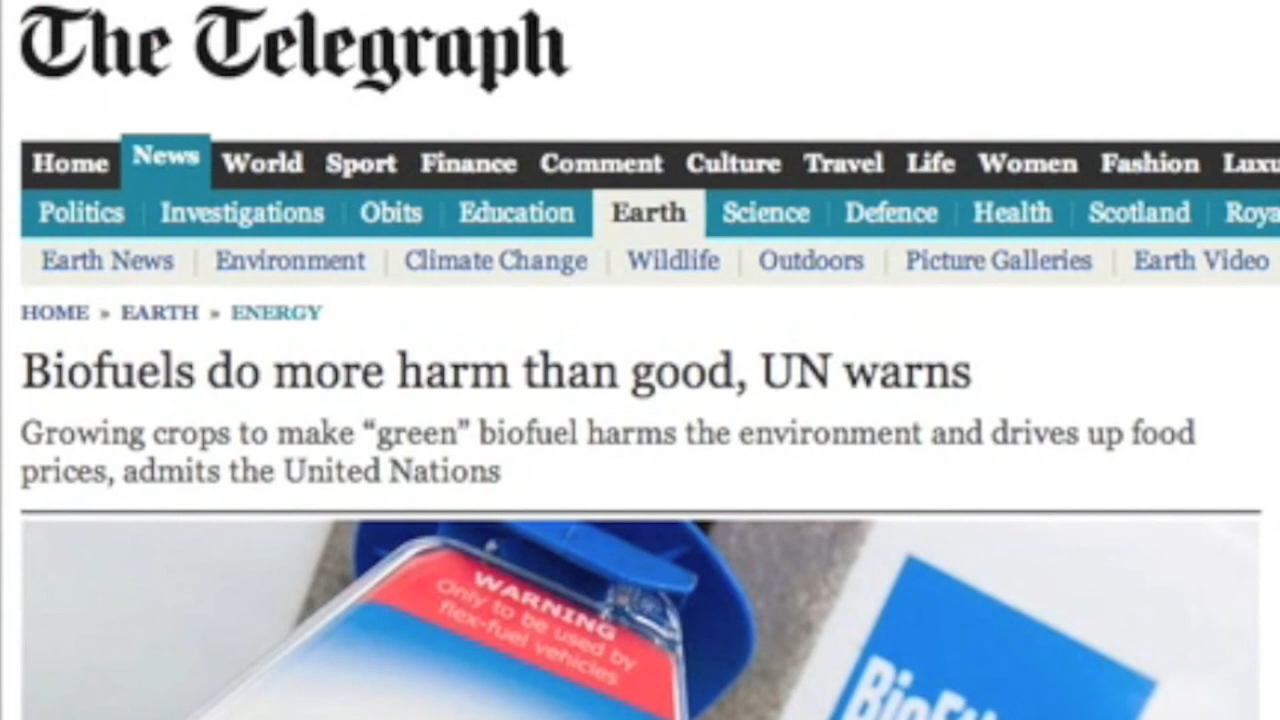 The Telegraph
Home News World Sport Finance Comment Culture Travel Life Women Fashion
Politics Investigations Obits Education Earth Science Defence Health Scotland
Earth News Environment Climate Change Wildlife Outdoors Picture Galleries Earth Video
HOME » EARTH » ENERGY
Biofuels do more harm than good, UN warns
Growing crops to make “green” biofuel harms the environment and drives up food
prices, admits the United Nations
WARNING
Only to be used by
flex-fuel vehicles